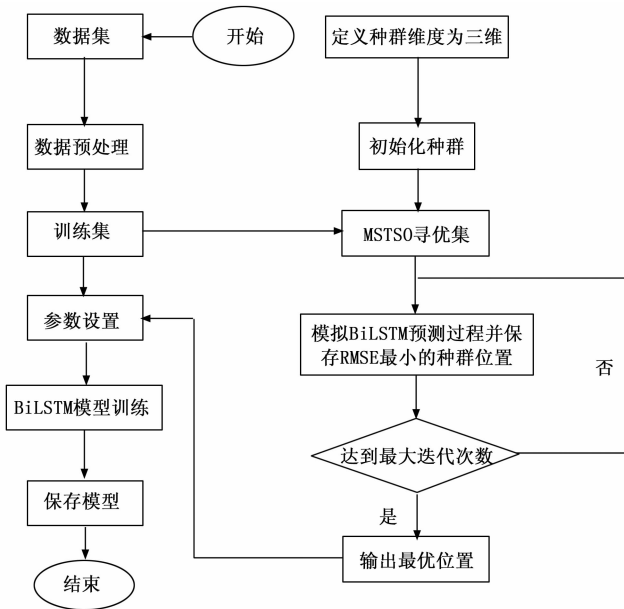 数据集
开始
定义种群维度为三维
数据预处理
初始化种群
训练集
MSTSO寻优集
参数设置
模拟BiLSTM预测过程并保
存RMSE最小的种群位置
否
BiLSTM模型训练
达到最大迭代次数
保存模型
是
输出最优位置
结束